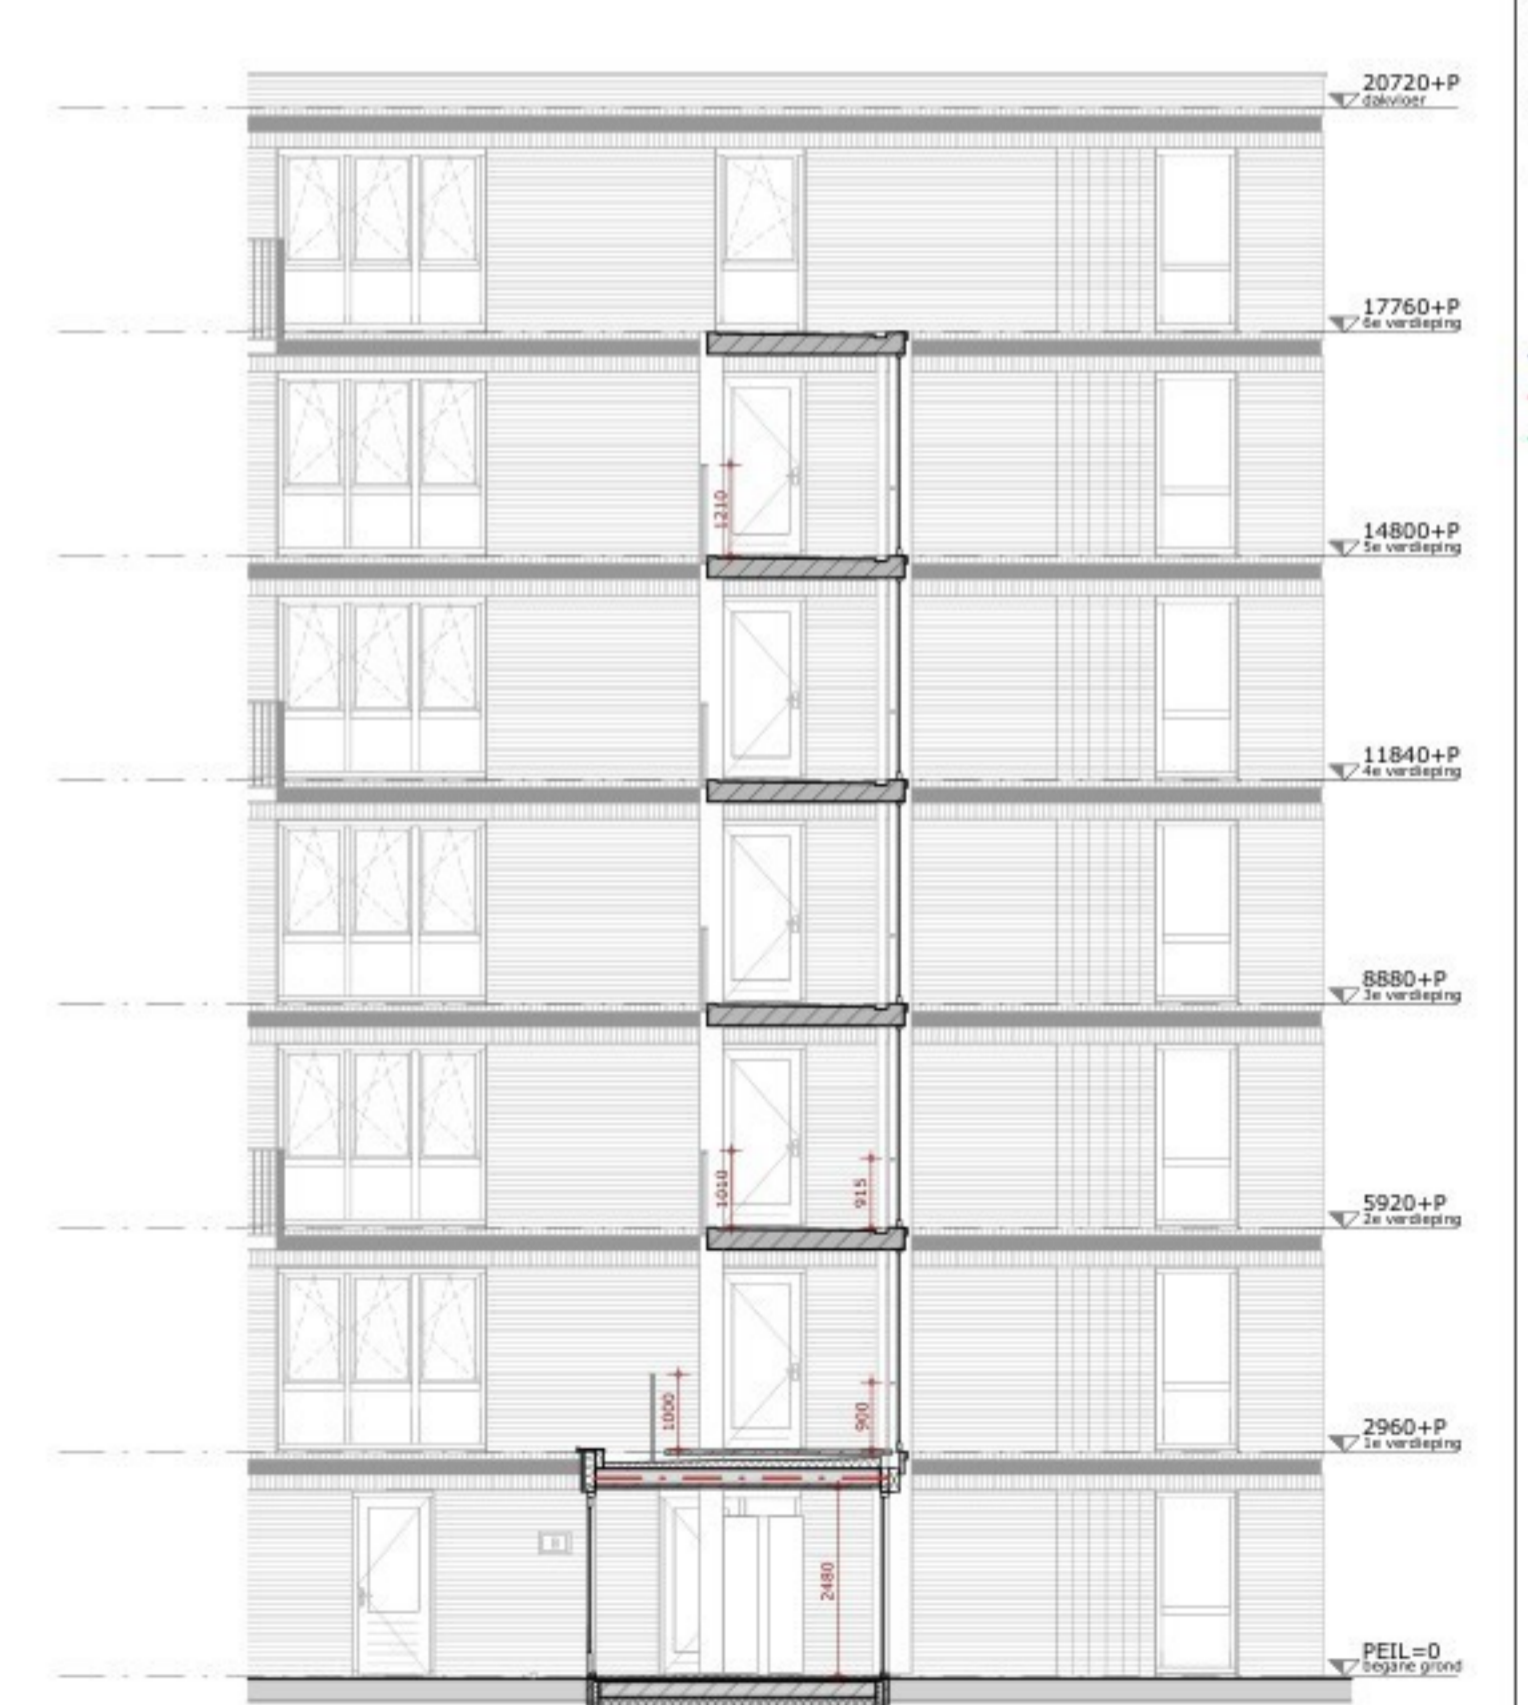 20720+P
dakvloer
17760+P
6e verdieping
1210
14800+P
5e verdieping
11840+P
4e verdieping
8880+P
3e verdieping
1010
915
5920+P
2e verdieping
1000
900
2960+P
1e verdieping
2480
PEIL=0
begane grond